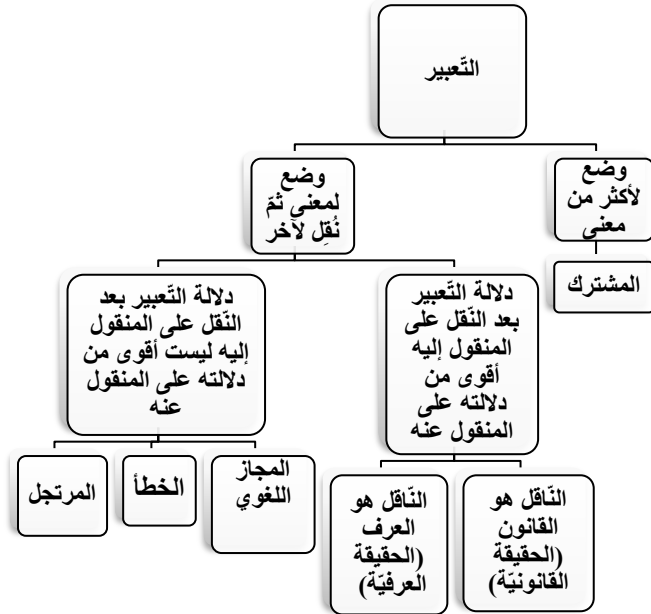 التّعبير
وضع
لأكثر من
معنى
وضع
لمعنى ثمّ
نُقِل لآخر
المشترك
دلالة التّعبير
بعد النّقل على
المنقول إليه
أقوى من
دلالته على
المنقول عنه
دلالة التّعبير بعد
النّقل على المنقول
إليه ليست أقوى من
دلالته على المنقول
عنه
النّاقل هو
القانون
(الحقيقة
القانونيّة)
النّاقل هو
العرف
(الحقيقة
العرفيّة)
المجاز
اللغوي
الخطأ
المرتجل